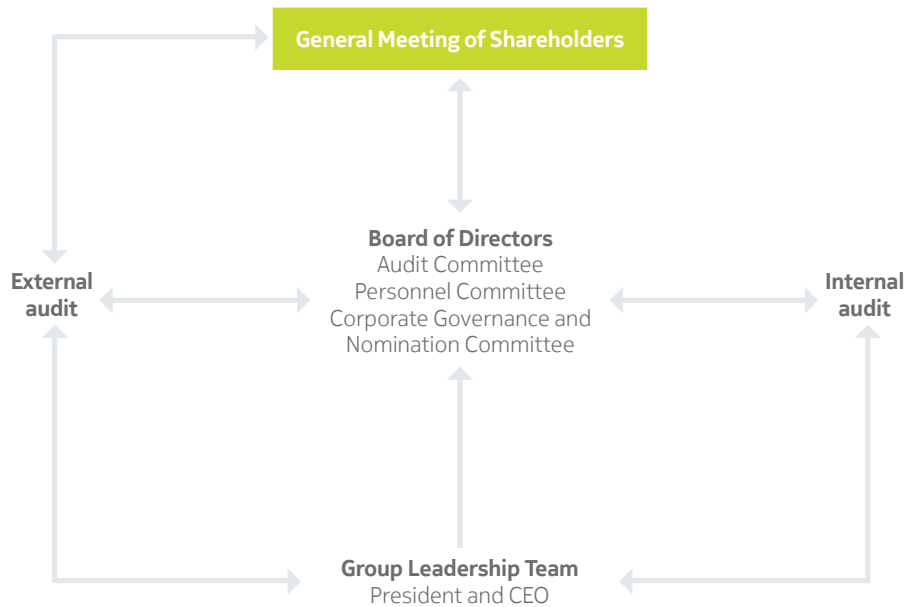 General Meeting of Shareholders
Board of Directors
Audit Committee
Personnel Committee
Corporate Governance and
Nomination Committee
External
audit
Internal
audit
Group Leadership Team
President and CEO